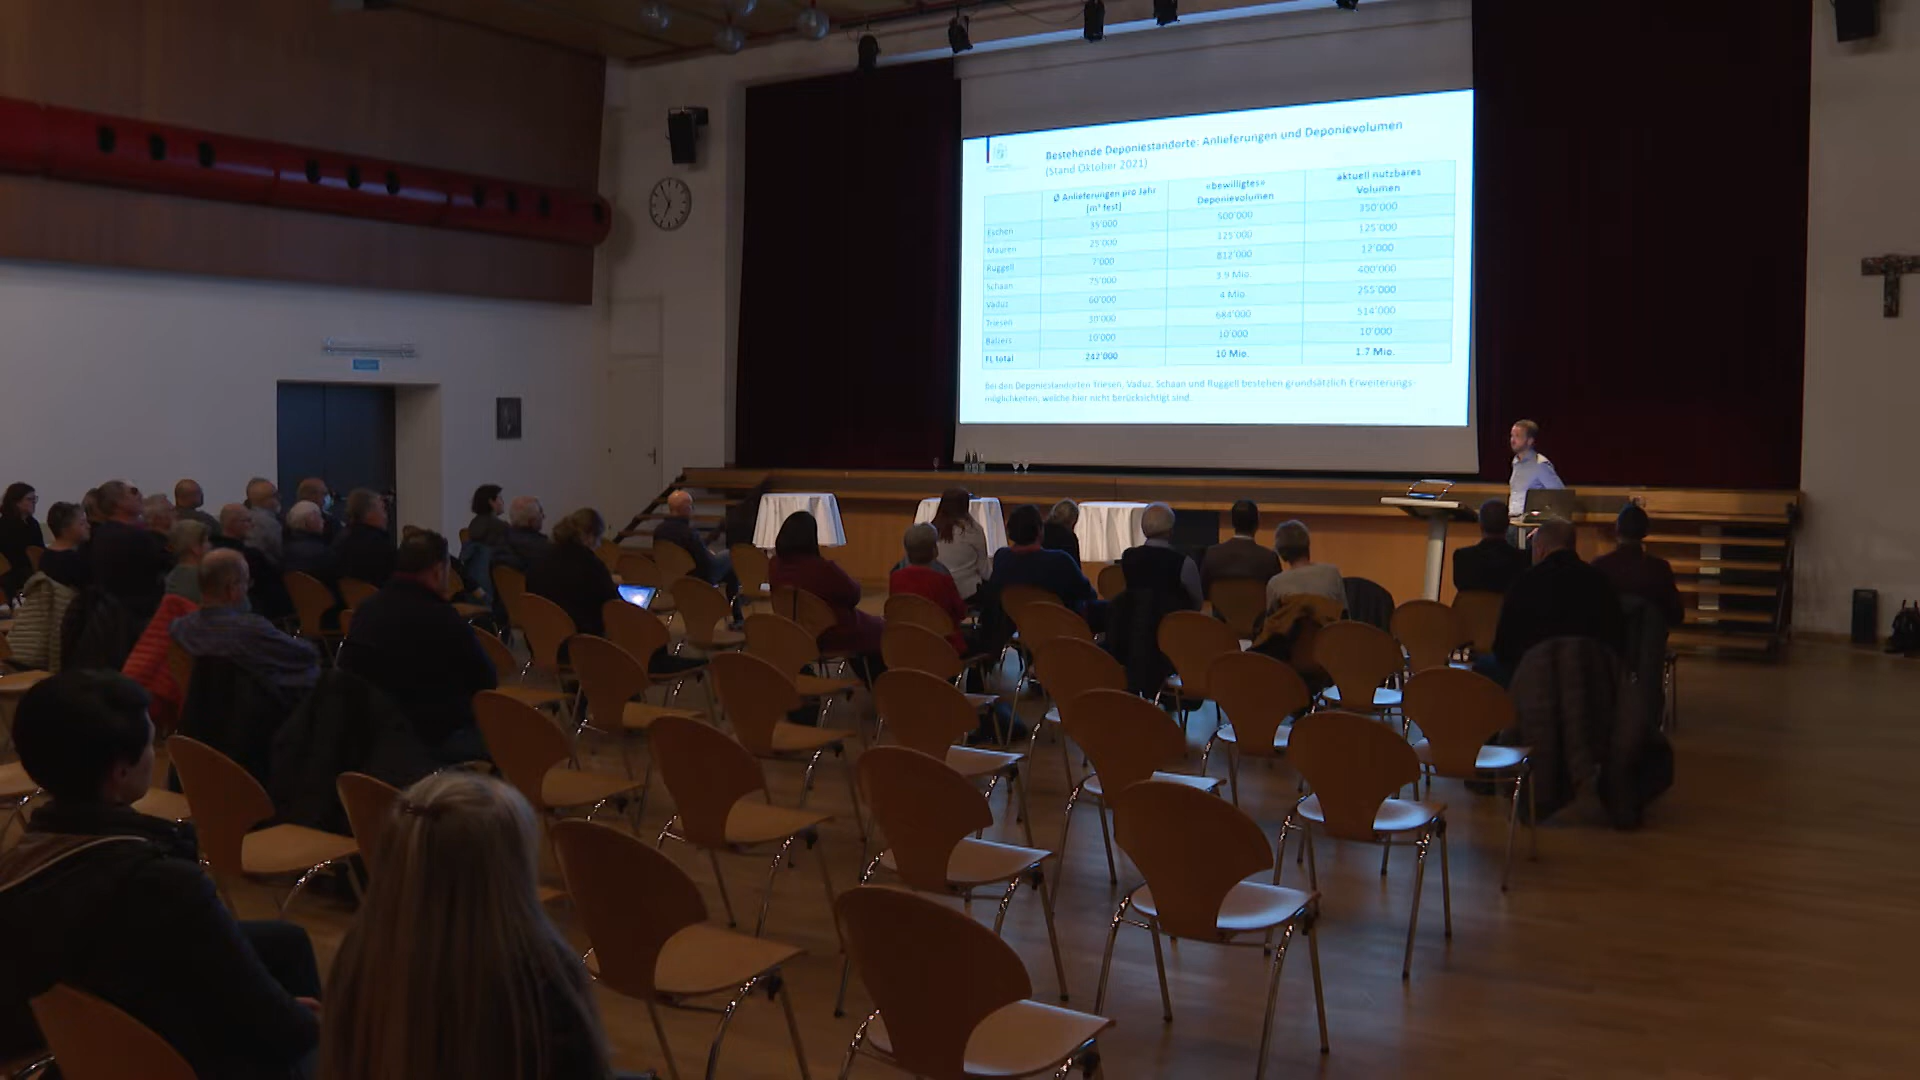 Bestehende Deponiestandorte: Anlieferungen und Deponievolumen
(Stand Oktober 2021)
Ø Anlieferungen pro Jahr [m³ fest]
«bewilligtes» Deponievolumen
aktuell nutzbares Volumen
Eschen 35'000 500'000 350'000
Mauren 25'000 125'000 125'000
Ruggell 7'000 812'000 12'000
Schaan 75'000 3.9 Mio. 400'000
Vaduz 60'000 4 Mio. 255'000
Triesen 30'000 684'000 514'000
Balzers 10'000 10'000 10'000
FL total 242'000 10 Mio. 1.7 Mio.
Bei den Deponiestandorten Triesen, Vaduz, Schaan und Ruggell bestehen grundsätzlich Erweiterungs-
möglichkeiten, welche hier nicht berücksichtigt sind.